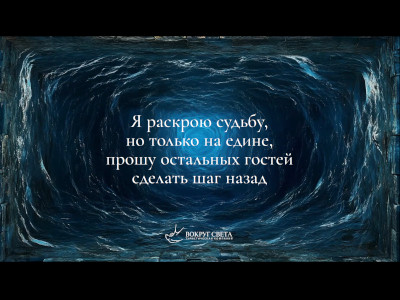 Я раскрою судьбу,
но только на едине,
прошу остальных гостей
сделать шаг назад
ВОКРУГ СВЕТА